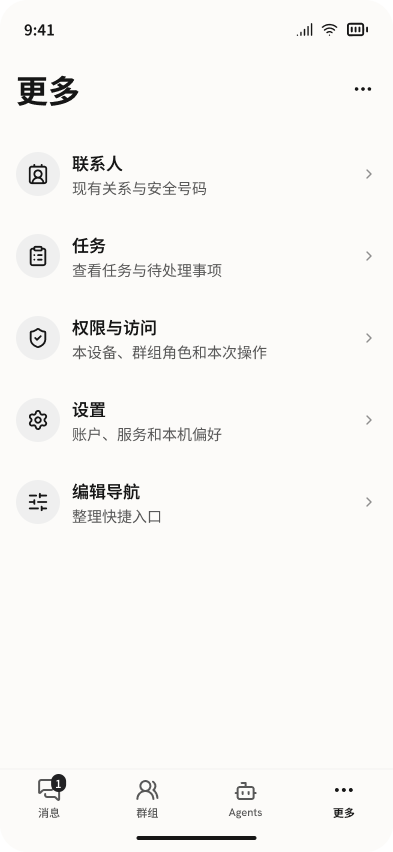 9:41
更多
联系人
现有关系与安全号码
任务
查看任务与待处理事项
权限与访问
本设备、群组角色和本次操作
设置
账户、服务和本机偏好
编辑导航
整理快捷入口
1
消息
群组
Agents
更多